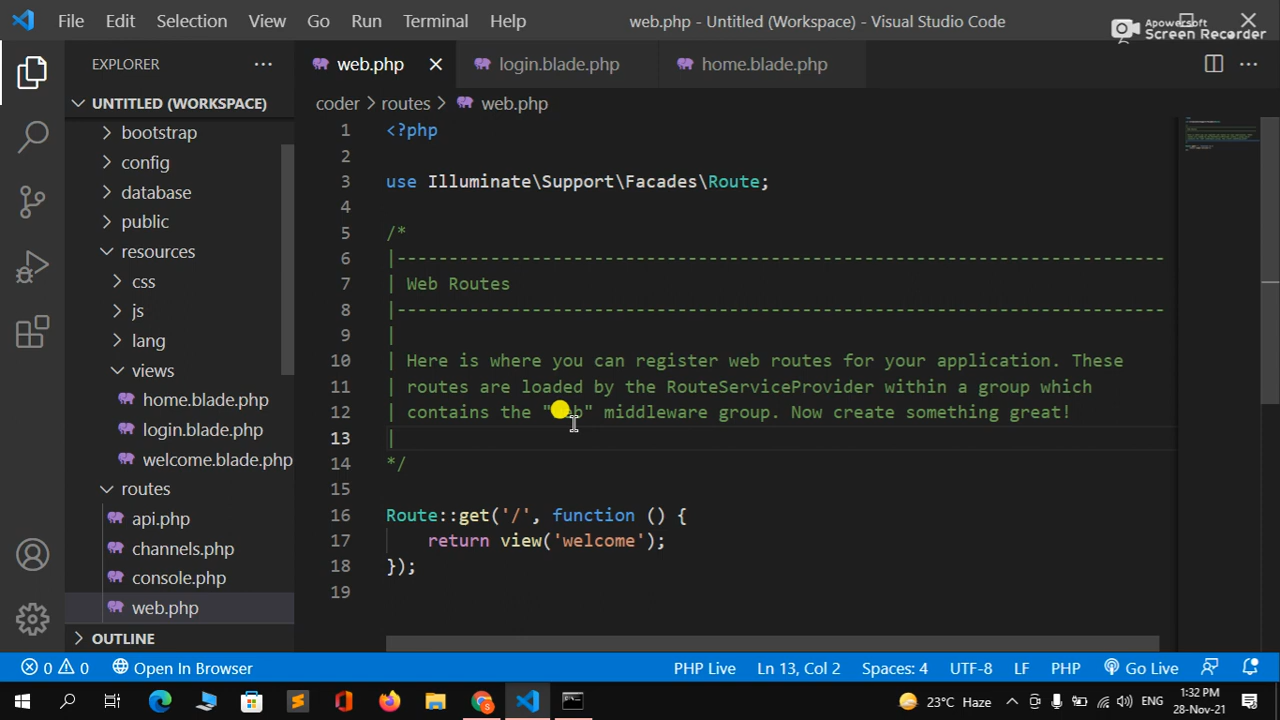 File Edit Selection View Go Run Terminal Help
web.php - Untitled (Workspace) - Visual Studio Code
Apowersoft
Screen Recorder
EXPLORER
UNTITLED (WORKSPACE)
bootstrap
config
database
public
resources
css
js
lang
views
home.blade.php
login.blade.php
welcome.blade.php
routes
api.php
channels.php
console.php
web.php
OUTLINE
web.php login.blade.php home.blade.php
coder > routes > web.php
1 <?php
2
3 use Illuminate\Support\Facades\Route;
4
5 /*
6 |--------------------------------------------------------------------------
7 | Web Routes
8 |--------------------------------------------------------------------------
9 |
10 | Here is where you can register web routes for your application. These
11 | routes are loaded by the RouteServiceProvider within a group which
12 | contains the "web" middleware group. Now create something great!
13 |
14 */
15
16 Route::get('/', function () {
17 return view('welcome');
18 });
19
0 0 Open In Browser PHP Live Ln 13, Col 2 Spaces: 4 UTF-8 LF PHP Go Live
23°C Haze ENG 1:32 PM
28-Nov-21